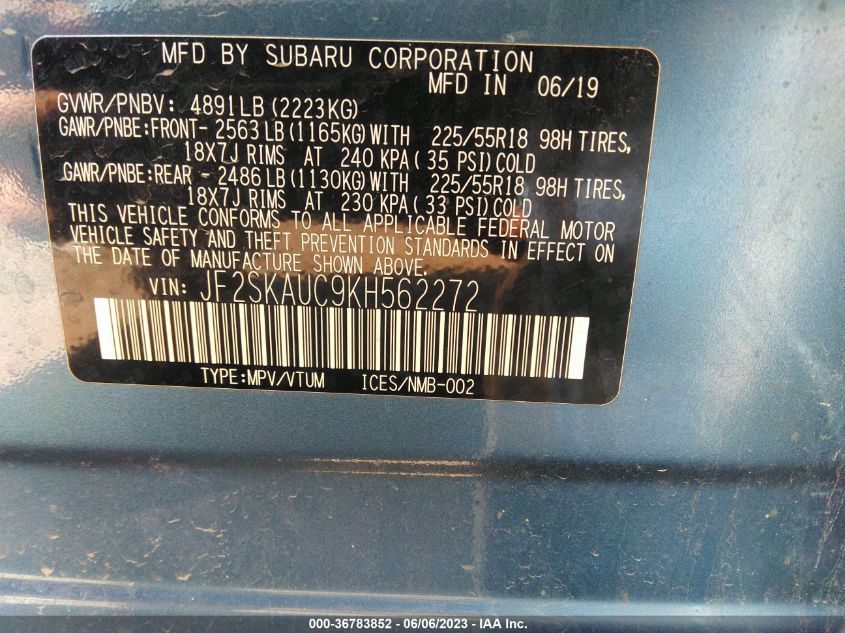 MFD BY SUBARU CORPORATION
MFD IN 06/19
GVWR/PNBV: 4891LB(2223KG)
GAWR/PNBE:FRONT- 2563LB(1165KG)WITH 225/55R18 98H TIRES,
18X7J RIMS AT 240 KPA( 35 PSI)COLD
GAWR/PNBE:REAR - 2486LB(1130KG)WITH 225/55R18 98H TIRES,
18X7J RIMS AT 230 KPA( 33 PSI)COLD
THIS VEHICLE CONFORMS TO ALL APPLICABLE FEDERAL MOTOR
VEHICLE SAFETY AND THEFT PREVENTION STANDARDS IN EFFECT ON
THE DATE OF MANUFACTURE SHOWN ABOVE.
VIN: JF2SKAUC9KH562272
TYPE:MPV/VTUM ICES/NMB-002
000-36783852 - 06/06/2023 - IAA Inc.